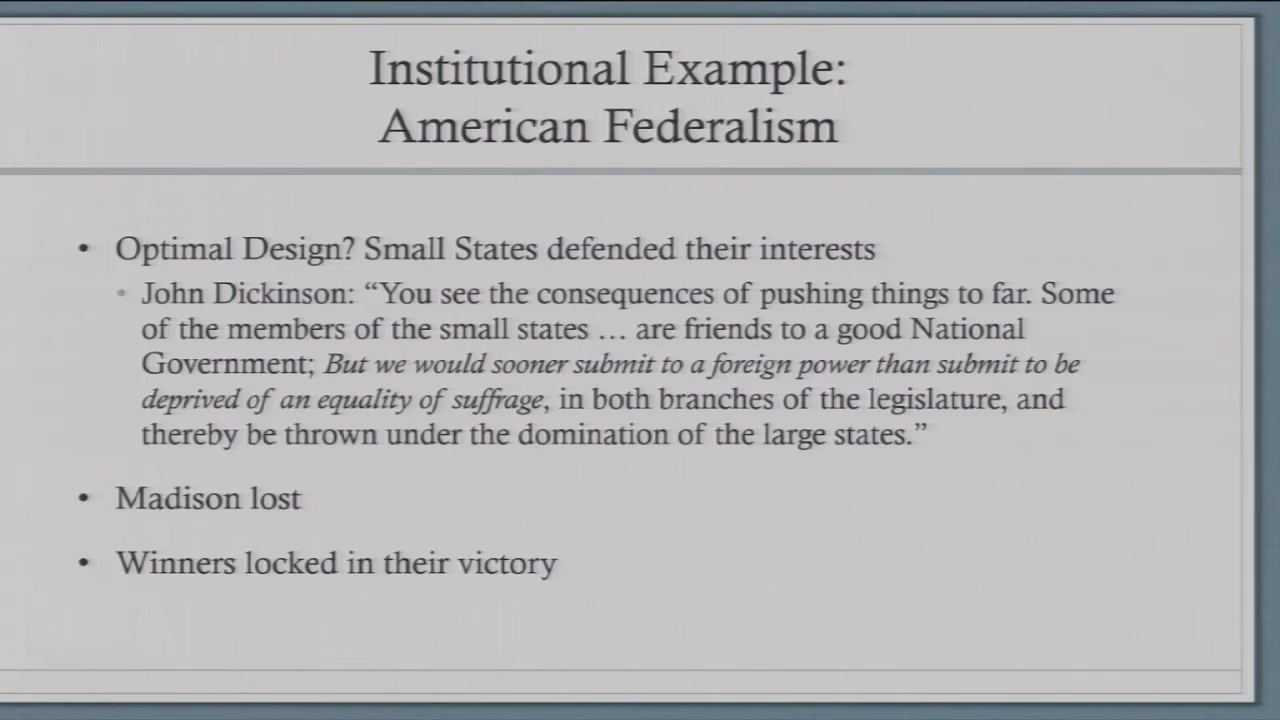 Institutional Example:
American Federalism
• Optimal Design? Small States defended their interests
• John Dickinson: “You see the consequences of pushing things to far. Some
of the members of the small states … are friends to a good National
Government; But we would sooner submit to a foreign power than submit to be
deprived of an equality of suffrage, in both branches of the legislature, and
thereby be thrown under the domination of the large states.”
• Madison lost
• Winners locked in their victory